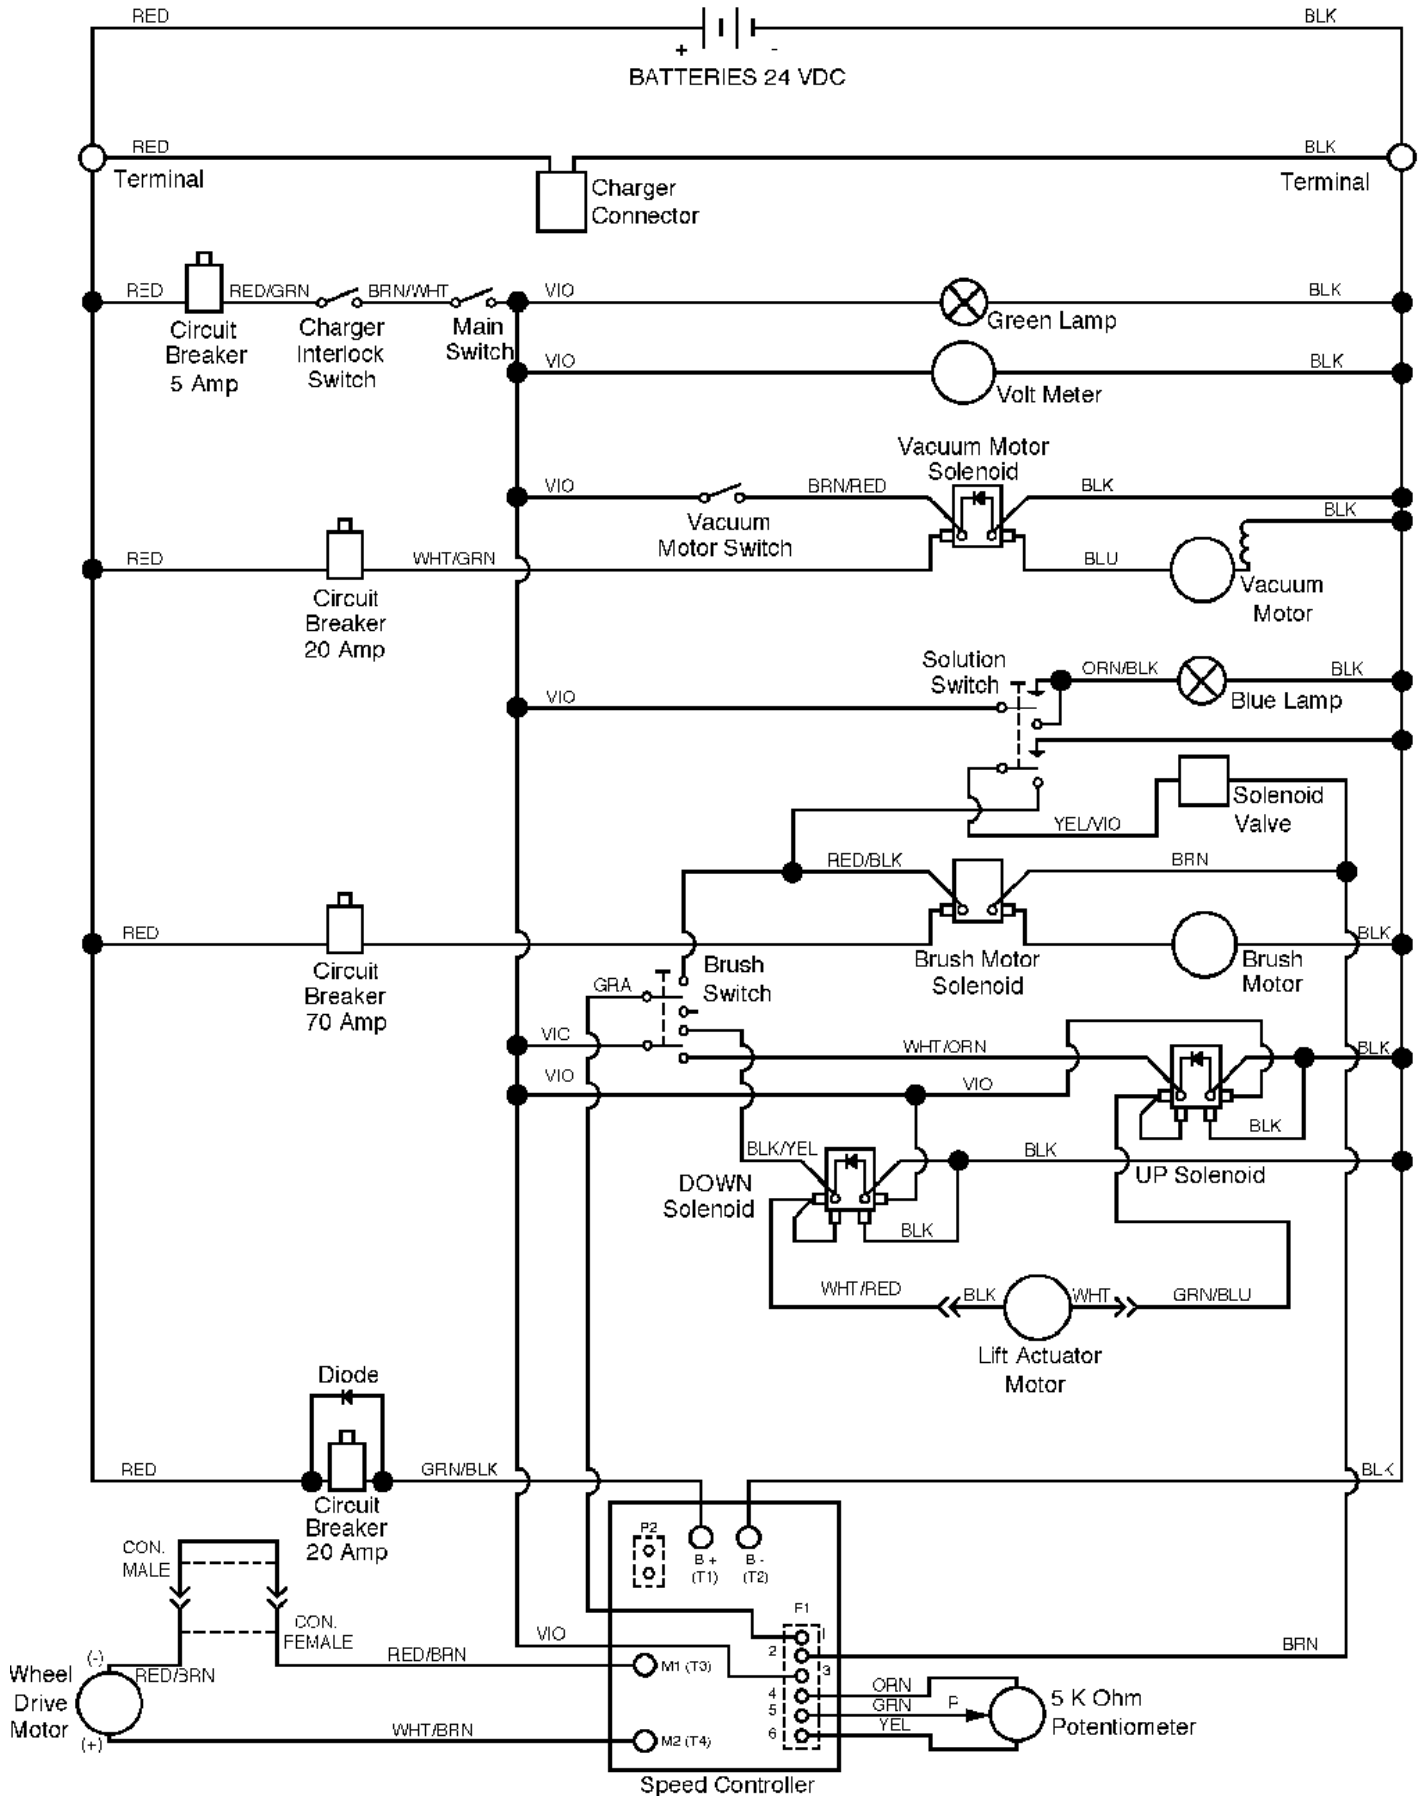 RED
BLK
+
-
BATTERIES 24 VDC
RED
BLK
Terminal
Terminal
Charger
Connector
RED
RED/GRN
BRN/WHT
VIO
BLK
Circuit
Breaker
5 Amp
Charger
Interlock
Switch
Main
Switch
Green Lamp
VIO
BLK
Volt Meter
Vacuum Motor
Solenoid
VIO
BRN/RED
BLK
BLK
Vacuum
Motor Switch
RED
WHT/GRN
BLU
Circuit
Breaker
20 Amp
Vacuum
Motor
Solution
Switch
ORN/BLK
BLK
VIO
Blue Lamp
Solenoid
Valve
YEL/VIO
RED/BLK
BRN
RED
BLK
Circuit
Breaker
70 Amp
Brush
Switch
Brush Motor
Solenoid
Brush
Motor
GRA
VIC
WHT/ORN
BLK
VIO
VIO
BLK
BLK/YEL
BLK
UP Solenoid
DOWN
Solenoid
BLK
WHT/RED
BLK
WHT
GRN/BLU
Lift Actuator
Motor
Diode
RED
GRN/BLK
BLK
Circuit
Breaker
20 Amp
P2
B +
(T1)
B -
(T2)
CON.
MALE
CON.
FEMALE
P1
1
2
3
4
5
6
VIO
BRN
(-)
RED/BRN
RED/BRN
M1 (T3)
Wheel
Drive
Motor
(+)
WHT/BRN
M2 (T4)
ORN
GRN
YEL
P
5 K Ohm
Potentiometer
Speed Controller